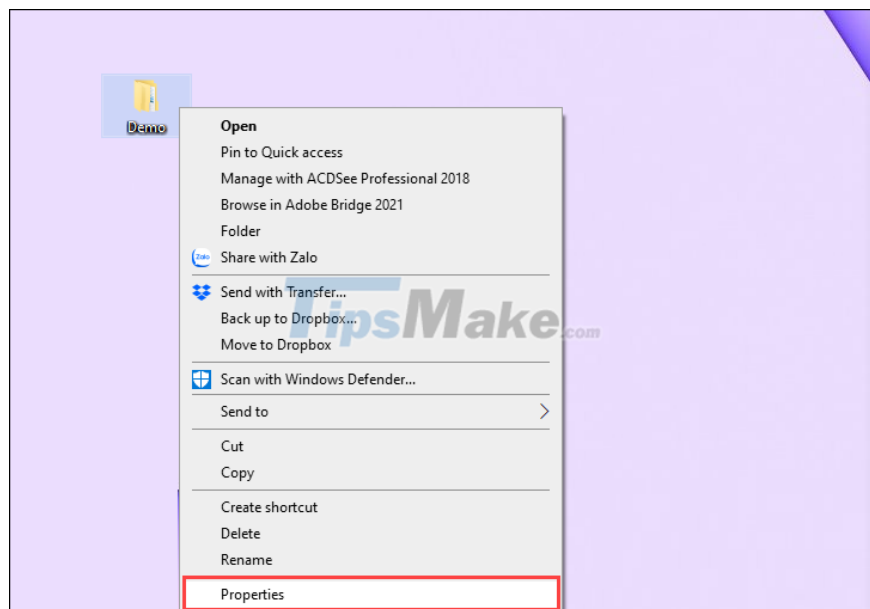 Demo
Open
Pin to Quick access
Manage with ACDSee Professional 2018
Browse in Adobe Bridge 2021
Folder
Zalo
Share with Zalo
Send with Transfer...
Back up to Dropbox...
TipsMake.com
Move to Dropbox
Scan with Windows Defender...
Send to
Cut
Copy
Create shortcut
Delete
Rename
Properties